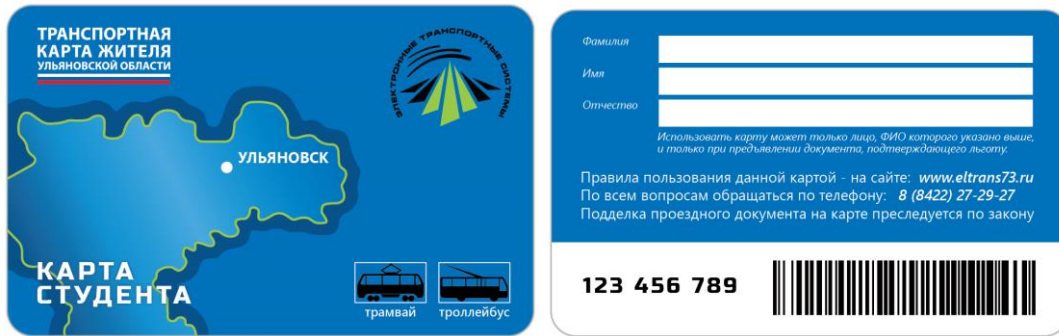 ТРАНСПОРТНАЯ
КАРТА ЖИТЕЛЯ
УЛЬЯНОВСКОЙ ОБЛАСТИ
ЭЛЕКТРОННЫЕ ТРАНСПОРТНЫЕ СИСТЕМЫ
УЛЬЯНОВСК
КАРТА
СТУДЕНТА
трамвай
троллейбус
Фамилия
Имя
Отчество
Использовать карту может только лицо, ФИО которого указано выше,
и только при предъявлении документа, подтверждающего льготу.
Правила пользования данной картой - на сайте: www.eltrans73.ru
По всем вопросам обращаться по телефону: 8 (8422) 27-29-27
Подделка проездного документа на карте преследуется по закону
123 456 789